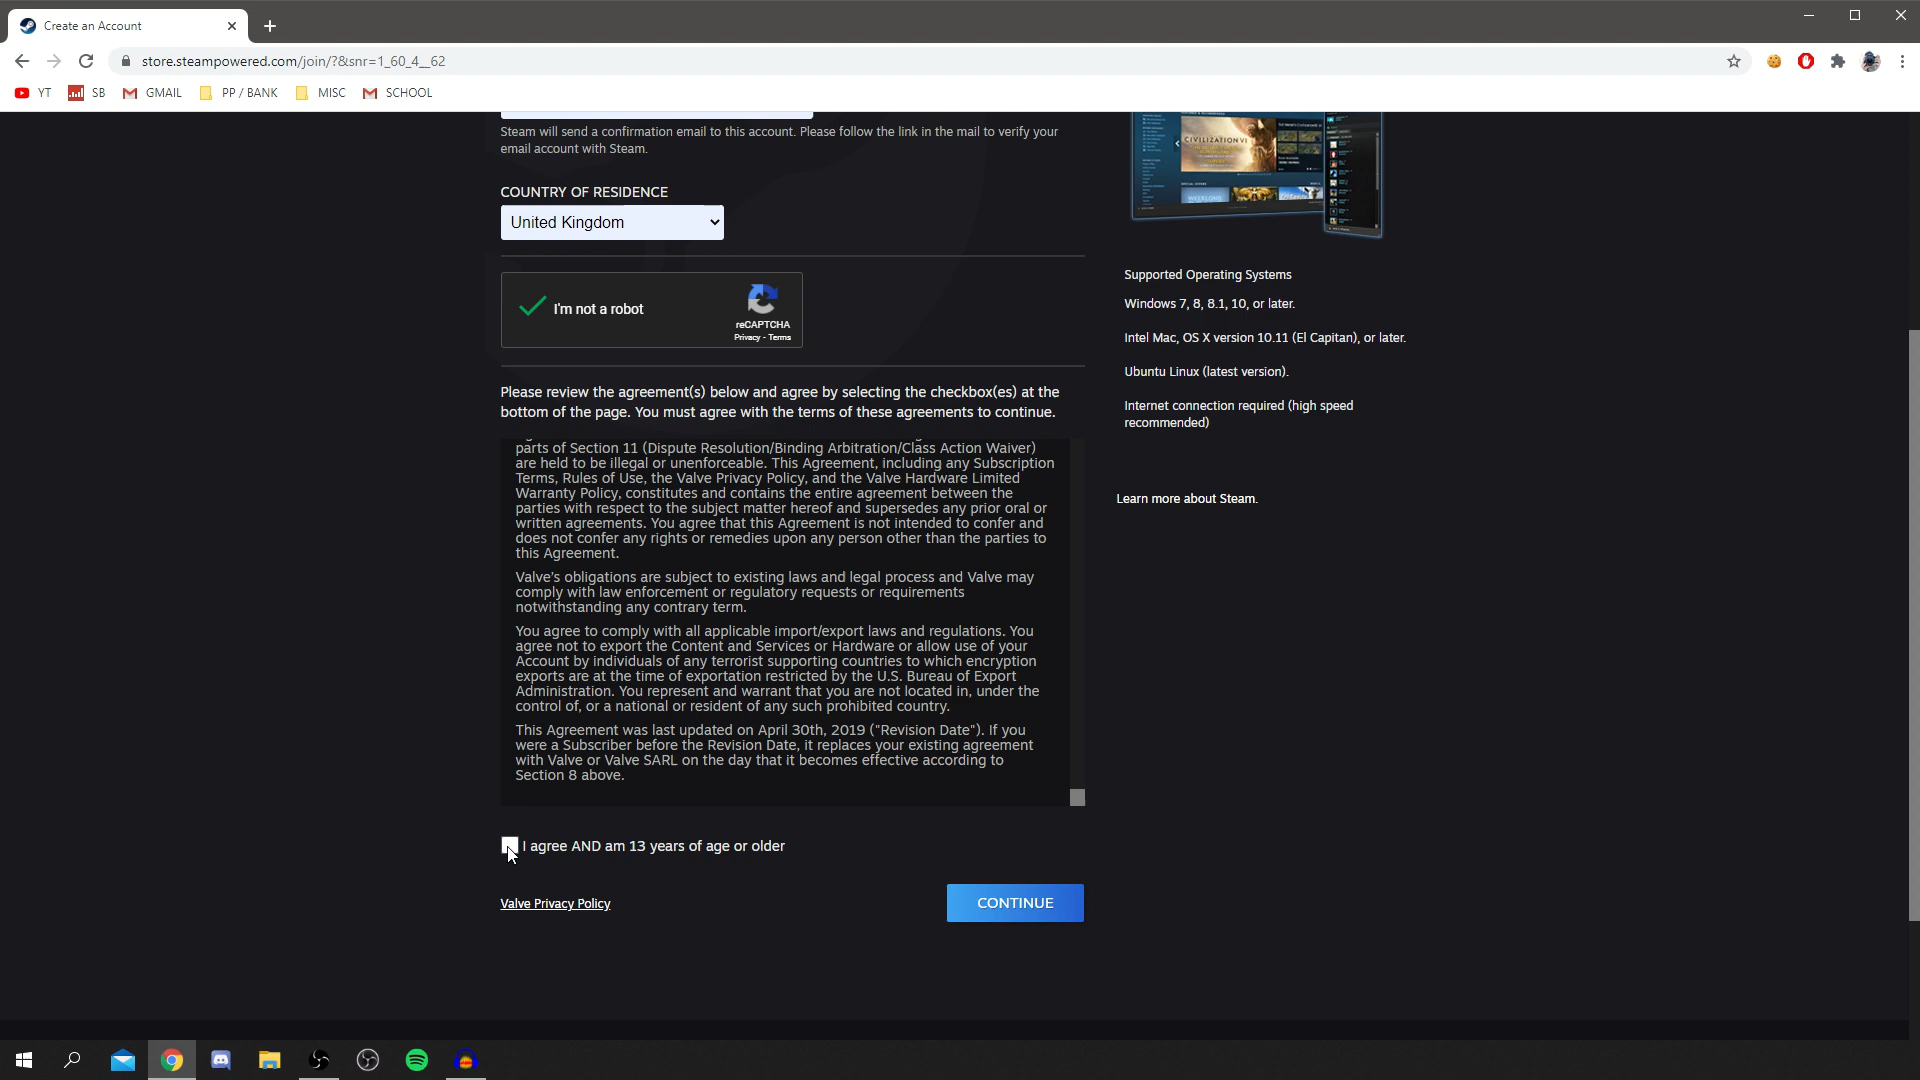 Create an Account
store.steampowered.com/join/?&snr=1_60_4__62
YT
SB
GMAIL
PP / BANK
MISC
SCHOOL
Steam will send a confirmation email to this account. Please follow the link in the mail to verify your
email account with Steam.
COUNTRY OF RESIDENCE
United Kingdom
I'm not a robot
reCAPTCHA
Privacy - Terms
Please review the agreement(s) below and agree by selecting the checkbox(es) at the
bottom of the page. You must agree with the terms of these agreements to continue.
parts of Section 11 (Dispute Resolution/Binding Arbitration/Class Action Waiver)
are held to be illegal or unenforceable. This Agreement, including any Subscription
Terms, Rules of Use, the Valve Privacy Policy, and the Valve Hardware Limited
Warranty Policy, constitutes and contains the entire agreement between the
parties with respect to the subject matter hereof and supersedes any prior oral or
written agreements. You agree that this Agreement is not intended to confer and
does not confer any rights or remedies upon any person other than the parties to
this Agreement.
Valve's obligations are subject to existing laws and legal process and Valve may
comply with law enforcement or regulatory requests or requirements
notwithstanding any contrary term.
You agree to comply with all applicable import/export laws and regulations. You
agree not to export the Content and Services or Hardware or allow use of your
Account by individuals of any terrorist supporting countries to which encryption
exports are at the time of exportation restricted by the U.S. Bureau of Export
Administration. You represent and warrant that you are not located in, under the
control of, or a national or resident of any such prohibited country.
This Agreement was last updated on April 30th, 2019 ("Revision Date"). If you
were a Subscriber before the Revision Date, it replaces your existing agreement
with Valve or Valve SARL on the day that it becomes effective according to
Section 8 above.
I agree AND am 13 years of age or older
Valve Privacy Policy
CONTINUE
CIVILIZATION VI
Supported Operating Systems
Windows 7, 8, 8.1, 10, or later.
Intel Mac, OS X version 10.11 (El Capitan), or later.
Ubuntu Linux (latest version).
Internet connection required (high speed
recommended)
Learn more about Steam.